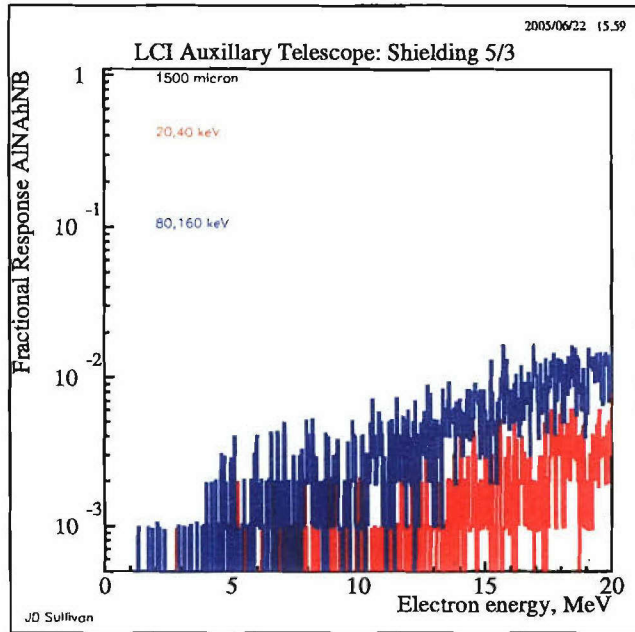 2005/06/22 15.59
LCI Auxillary Telescope: Shielding 5/3
1500 micron
20,40 keV
80,160 keV
Fractional Response AlNAhNB
1
10 -1
10 -2
10 -3
0 5 10 15 20
Electron energy, MeV
JD Sullivan